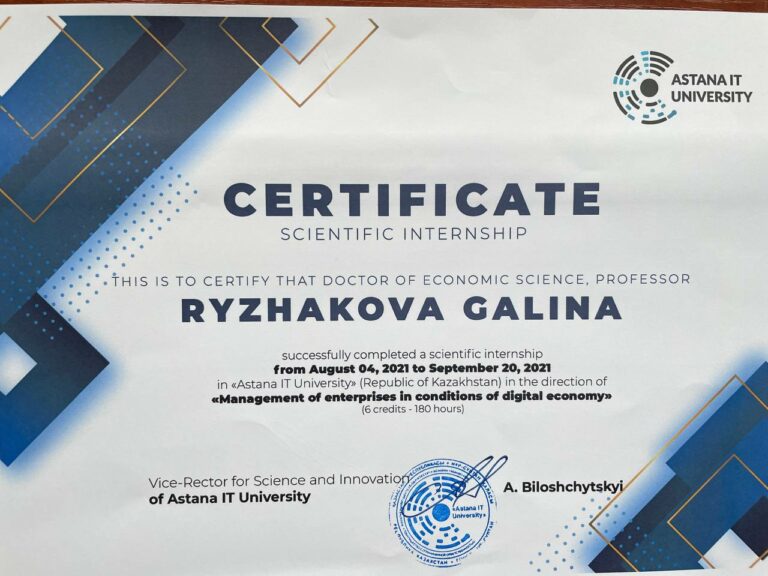 ASTANA IT
UNIVERSITY
CERTIFICATE
SCIENTIFIC INTERNSHIP
THIS IS TO CERTIFY THAT DOCTOR OF ECONOMIC SCIENCE, PROFESSOR
RYZHAKOVA GALINA
successfully completed a scientific internship
from August 04, 2021 to September 20, 2021
in «Astana IT University» (Republic of Kazakhstan) in the direction of
«Management of enterprises in conditions of digital economy»
(6 credits - 180 hours)
Vice-Rector for Science and Innovation
of Astana IT University
A. Biloshchytskyi
«Astana IT
University»